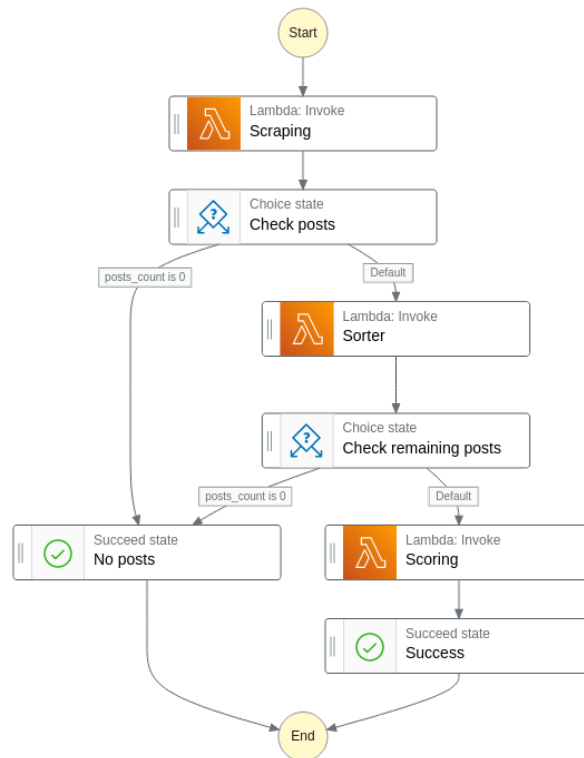 Start
Lambda: Invoke
Scraping
Choice state
Check posts
posts_count is 0
Default
Lambda: Invoke
Sorter
Choice state
Check remaining posts
posts_count is 0
Default
Succeed state
No posts
Lambda: Invoke
Scoring
Succeed state
Success
End